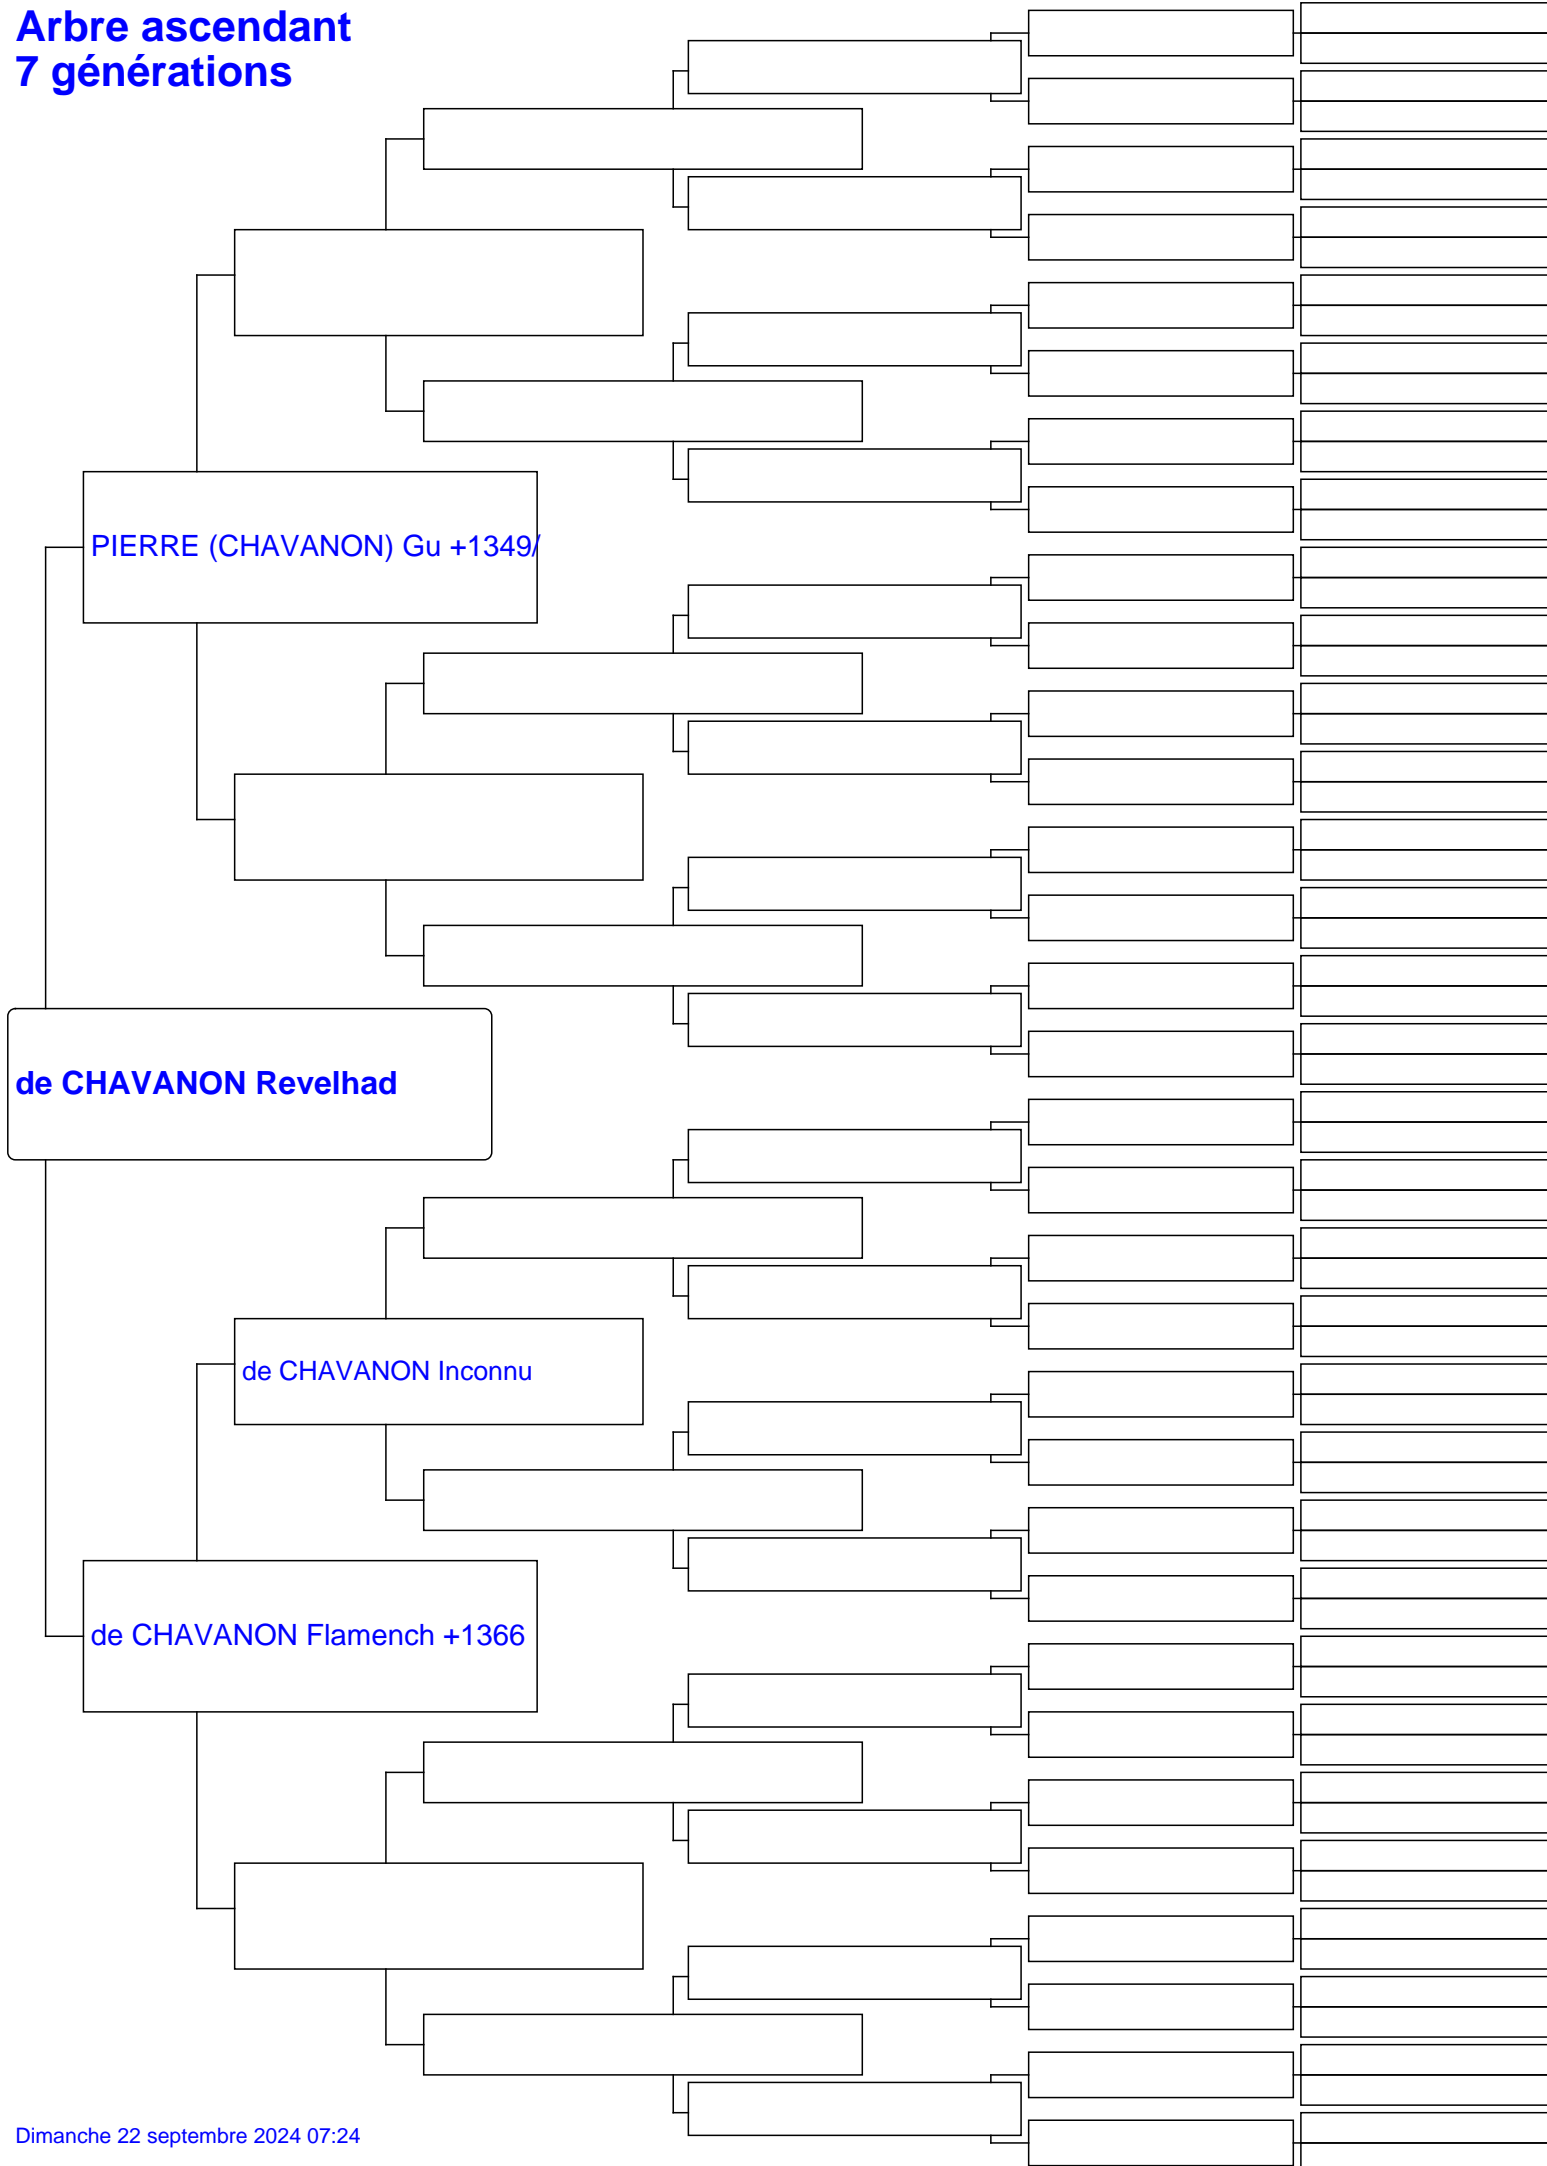 Arbre ascendant
7 générations
PIERRE (CHAVANON) Gu +1349/
de CHAVANON Revelhad
de CHAVANON Inconnu
de CHAVANON Flamench +1366
Dimanche 22 septembre 2024 07:24